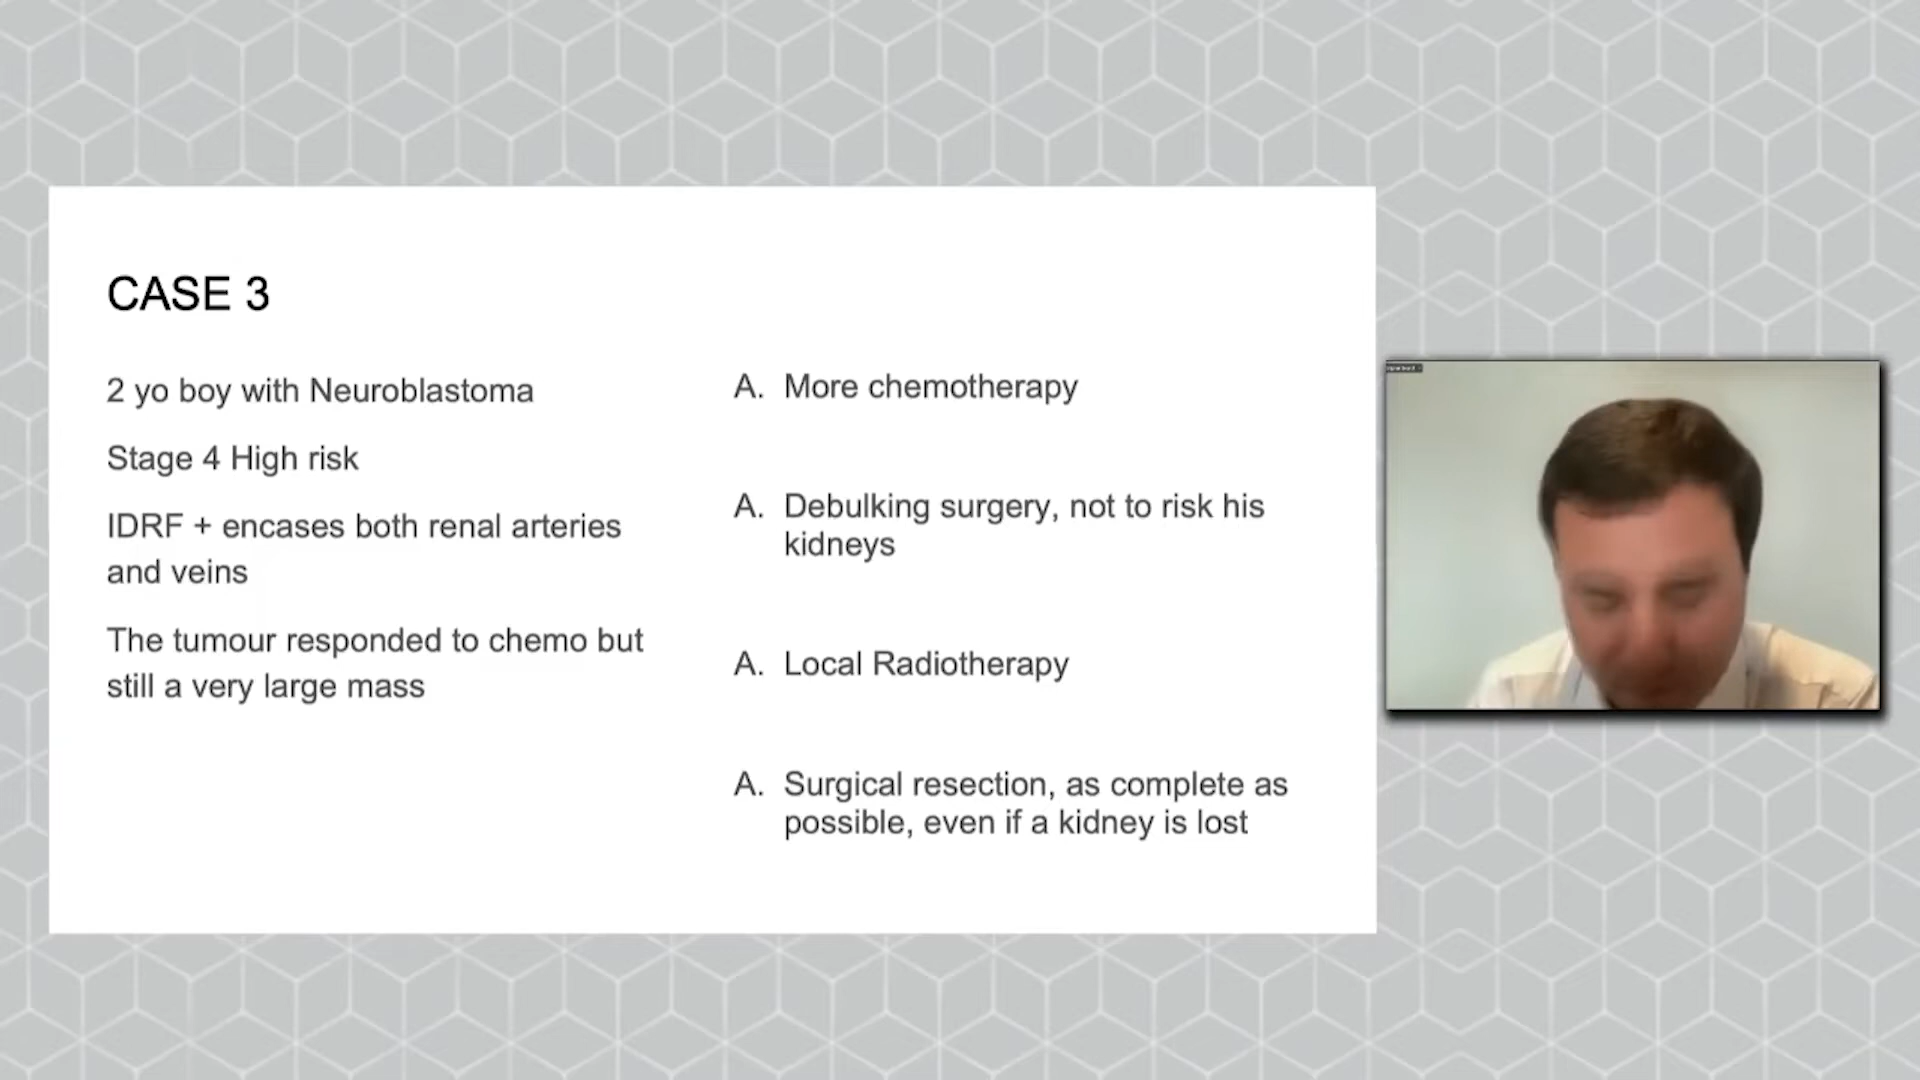 CASE 3
2 yo boy with Neuroblastoma
Stage 4 High risk
IDRF + encases both renal arteries
and veins
The tumour responded to chemo but
still a very large mass
A. More chemotherapy
A. Debulking surgery, not to risk his
kidneys
A. Local Radiotherapy
A. Surgical resection, as complete as
possible, even if a kidney is lost